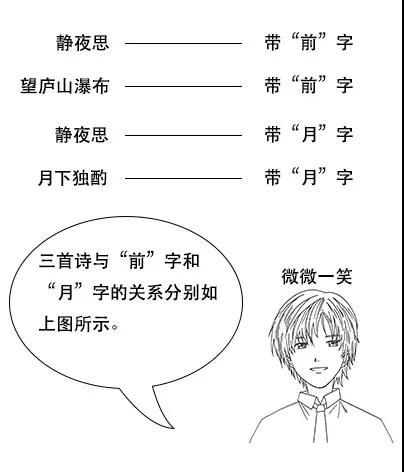 静夜思 带“前”字
望庐山瀑布 带“前”字
静夜思 带“月”字
月下独酌 带“月”字
三首诗与“前”字和
“月”字的关系分别如
上图所示。
微微一笑